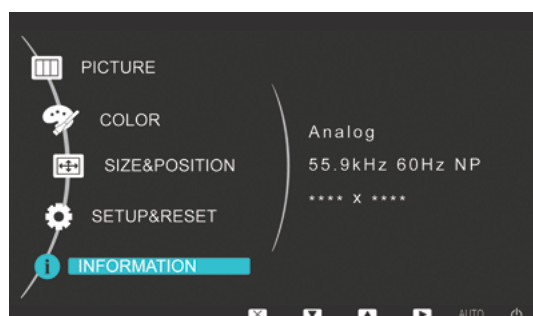 PICTURE
COLOR
SIZE&POSITION
SETUP&RESET
INFORMATION
Analog
55.9kHz 60Hz NP
**** x ****
AUTO